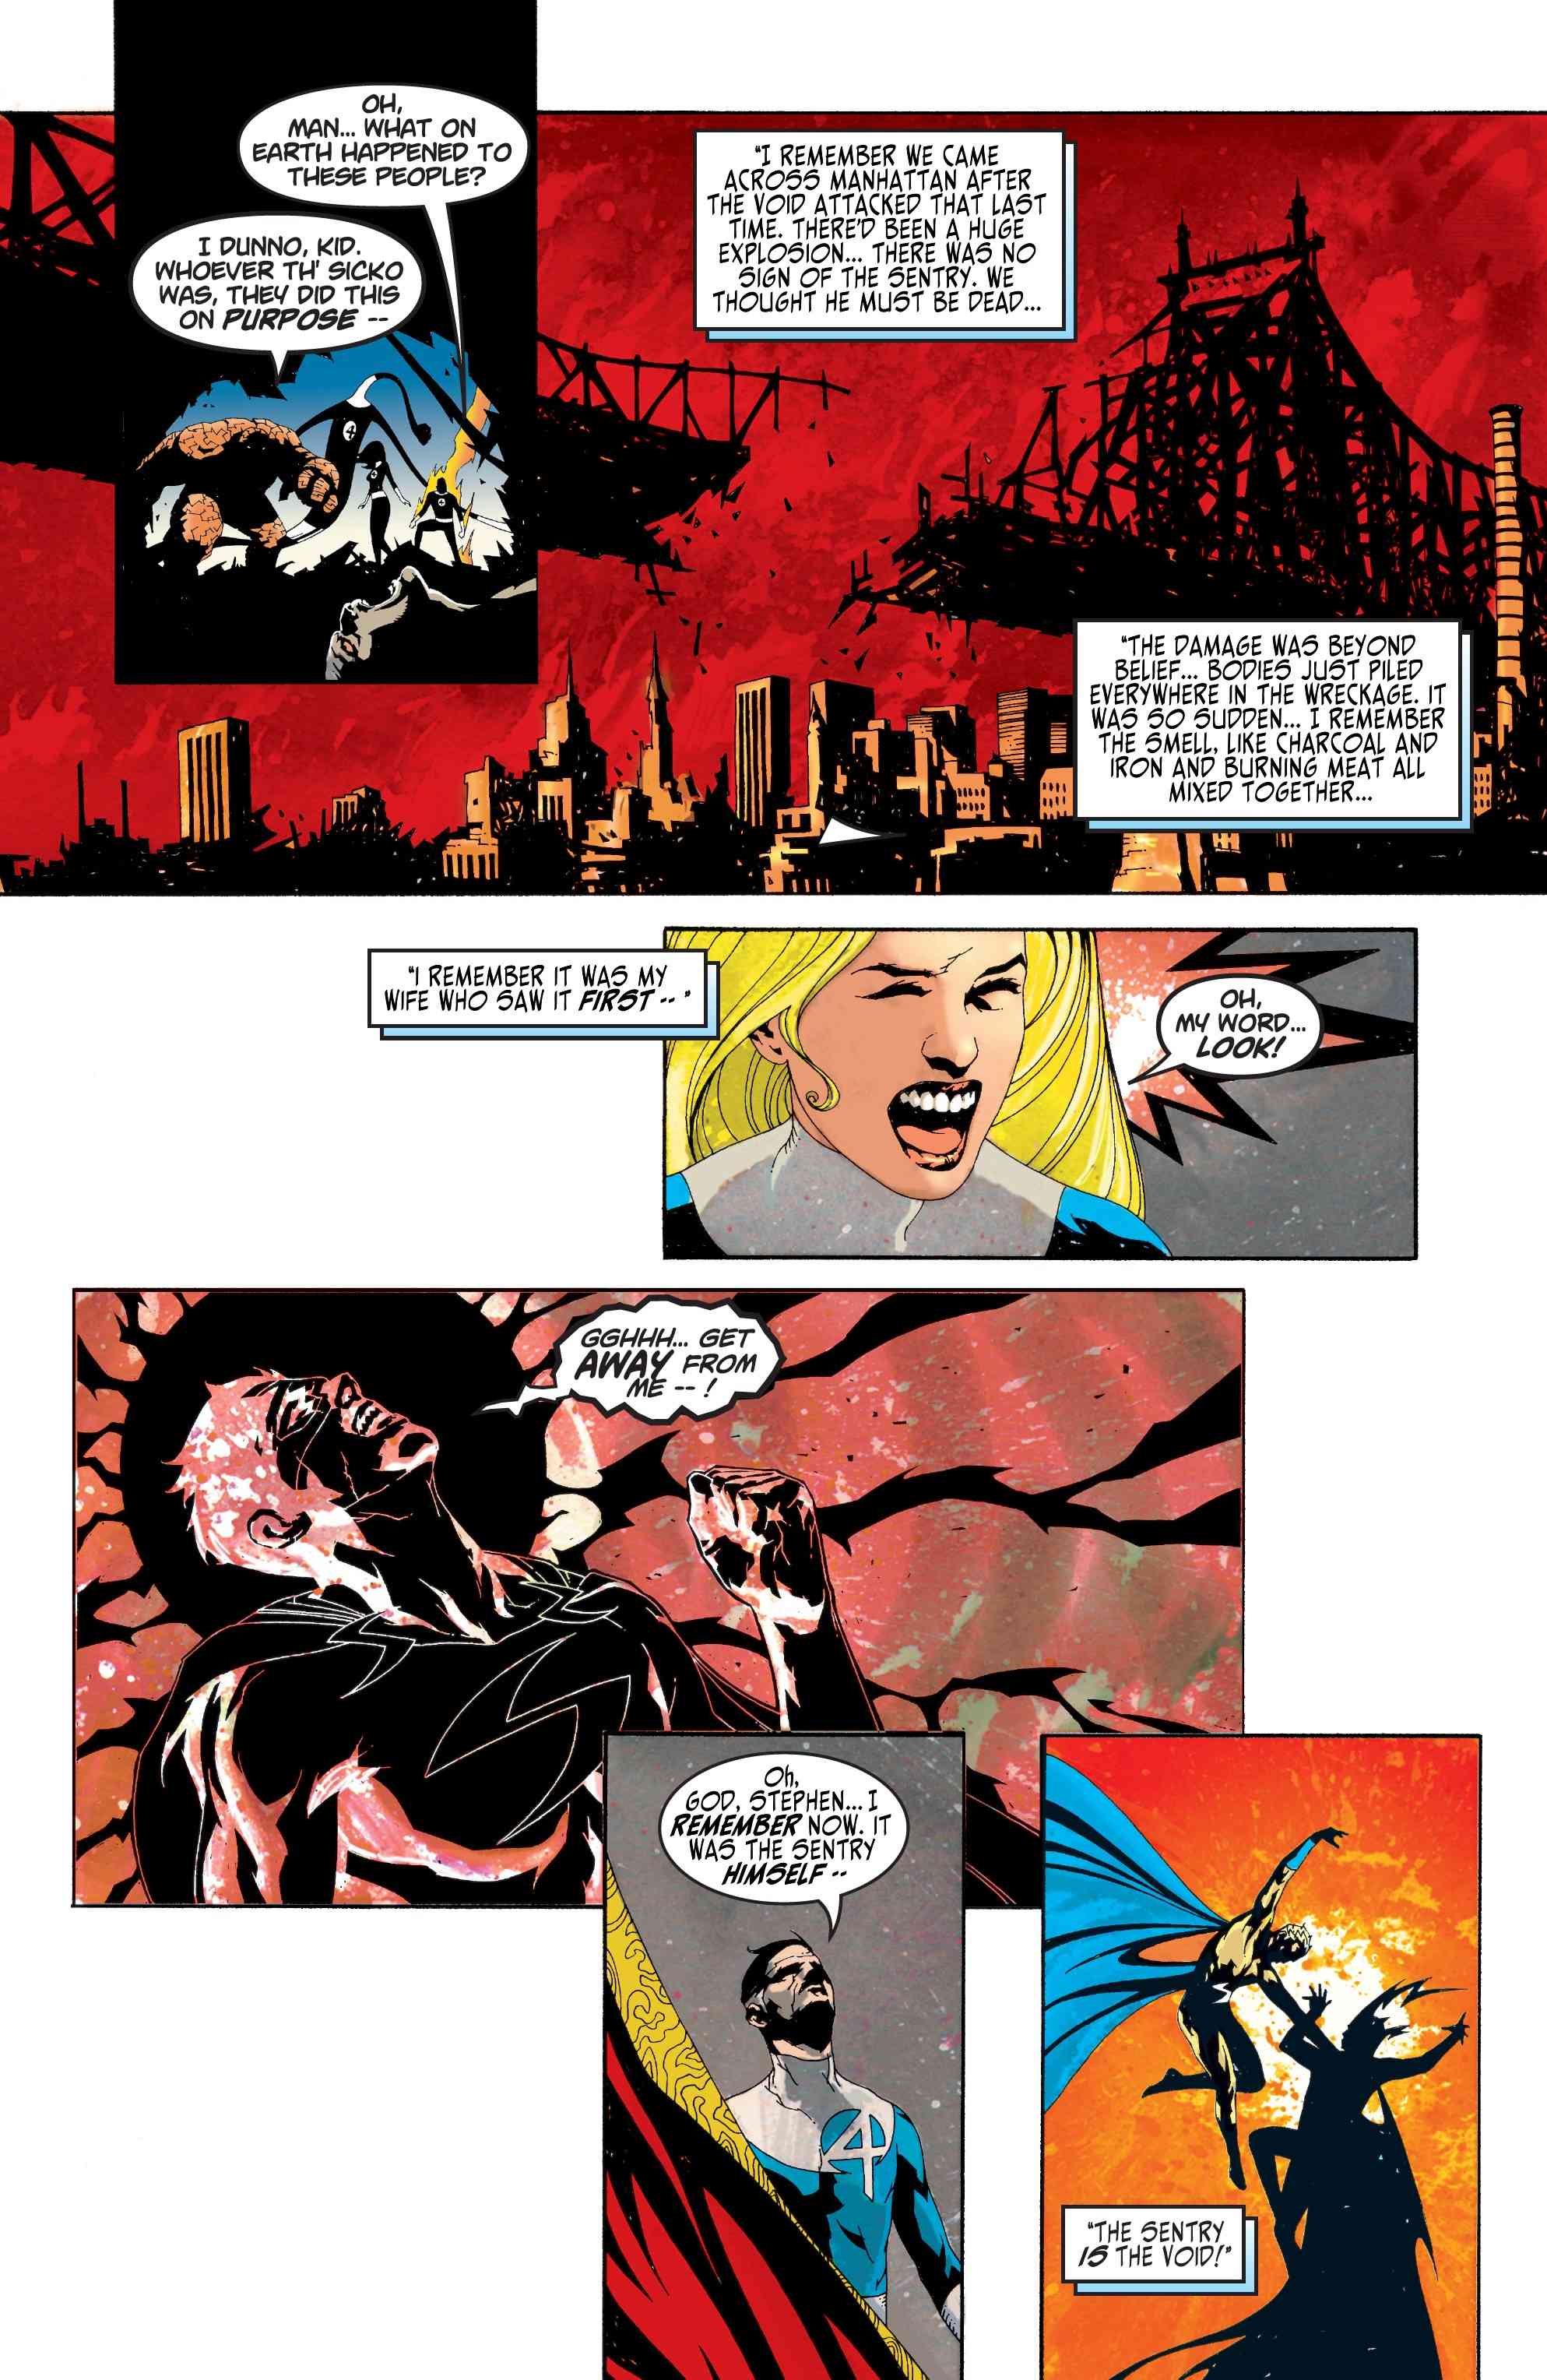 OH,
MAN... WHAT ON
EARTH HAPPENED TO
THESE PEOPLE?
I DUNNO, KID.
WHOEVER TH' SICKO
WAS, THEY DID THIS
ON PURPOSE --
"I REMEMBER WE CAME
ACROSS MANHATTAN AFTER
THE VOID ATTACKED THAT LAST
TIME. THERE'D BEEN A HUGE
EXPLOSION... THERE WAS NO
SIGN OF THE SENTRY. WE
THOUGHT HE MUST BE DEAD...
4
4
4
"THE DAMAGE WAS BEYOND
BELIEF... BODIES JUST PILED
EVERYWHERE IN THE WRECKAGE. IT
WAS SO SUDDEN... I REMEMBER
THE SMELL, LIKE CHARCOAL AND
IRON AND BURNING MEAT ALL
MIXED TOGETHER...
"I REMEMBER IT WAS MY
WIFE WHO SAW IT FIRST -- "
OH,
MY WORD...
LOOK!
GGHHH... GET
AWAY FROM
ME -- !
Oh,
GOD, STEPHEN... I
REMEMBER NOW. IT
WAS THE SENTRY
HIMSELF --
4
"THE SENTRY
IS THE VOID!"